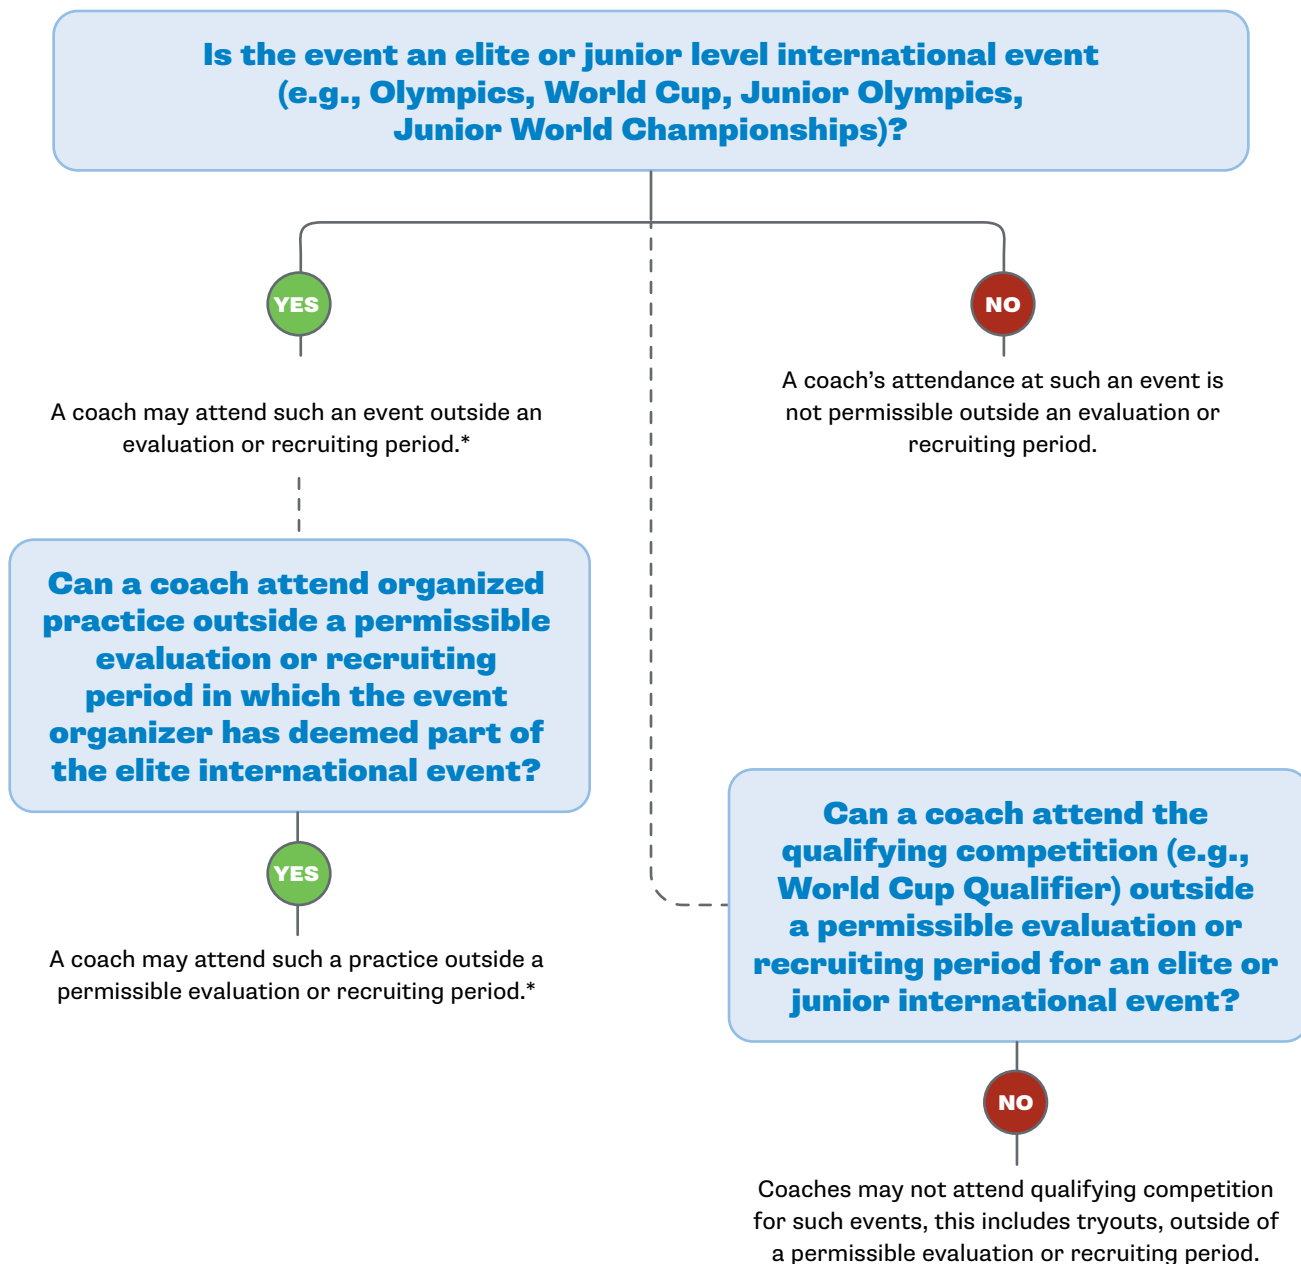 Is the event an elite or junior level international event
(e.g., Olympics, World Cup, Junior Olympics,
Junior World Championships)?
YES
NO
A coach may attend such an event outside an
evaluation or recruiting period.*
A coach’s attendance at such an event is
not permissible outside an evaluation or
recruiting period.
Can a coach attend organized
practice outside a permissible
evaluation or recruiting
period in which the event
organizer has deemed part of
the elite international event?
YES
A coach may attend such a practice outside a
permissible evaluation or recruiting period.*
Can a coach attend the
qualifying competition (e.g.,
World Cup Qualifier) outside
a permissible evaluation or
recruiting period for an elite or
junior international event?
NO
Coaches may not attend qualifying competition
for such events, this includes tryouts, outside of
a permissible evaluation or recruiting period.